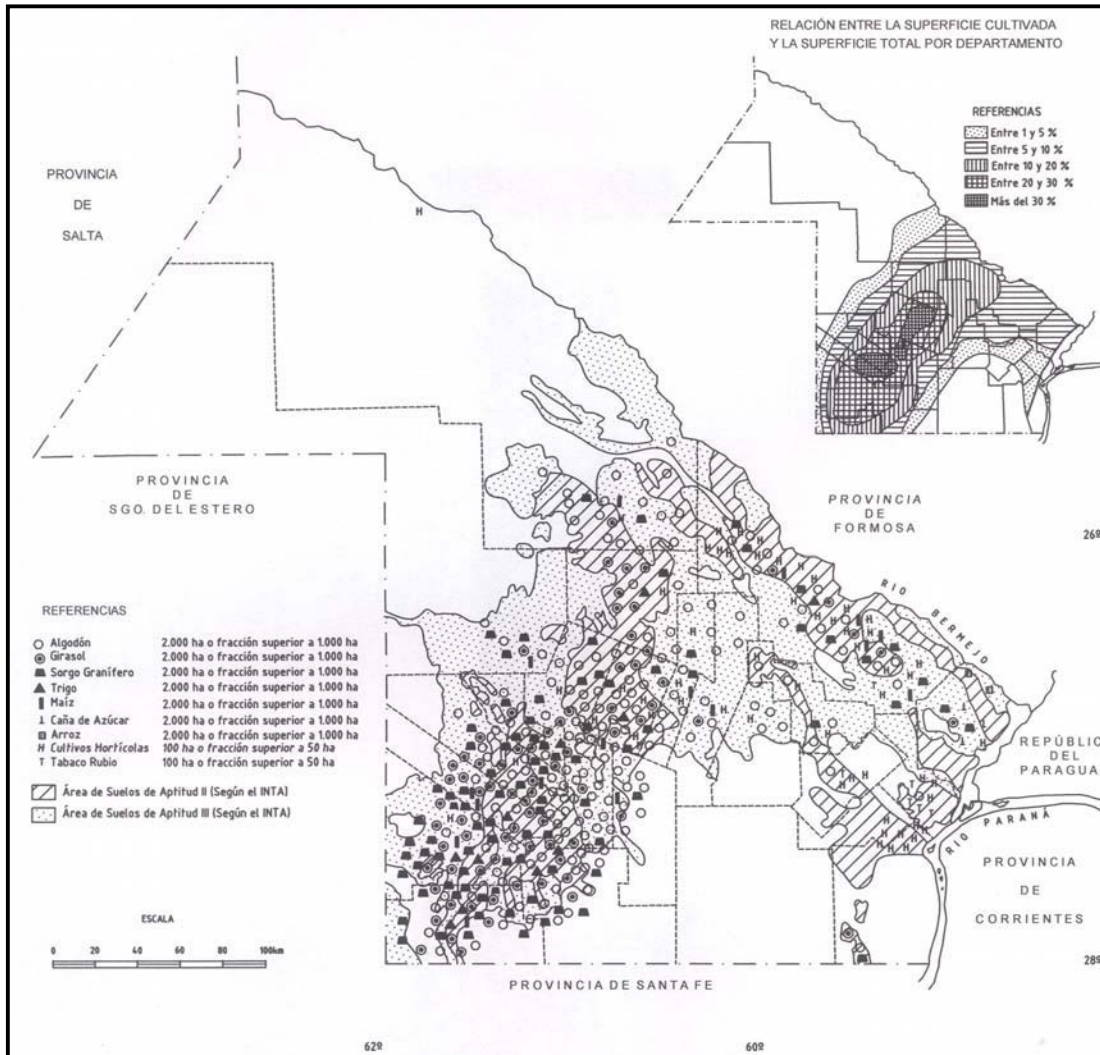 RELACIÓN ENTRE LA SUPERFICIE CULTIVADA
Y LA SUPERFICIE TOTAL POR DEPARTAMENTO
REFERENCIAS
Entre 1 y 5 %
Entre 5 y 10 %
Entre 10 y 20 %
Entre 20 y 30 %
Más del 30 %
PROVINCIA
DE
SALTA
H
PROVINCIA
DE
SGO. DEL ESTERO
PROVINCIA
DE
FORMOSA
26º
RIO BERMEJO
REFERENCIAS
Algodón 2.000 ha o fracción superior a 1.000 ha
Girasol 2.000 ha o fracción superior a 1.000 ha
Sorgo Granífero 2.000 ha o fracción superior a 1.000 ha
Trigo 2.000 ha o fracción superior a 1.000 ha
Maíz 2.000 ha o fracción superior a 1.000 ha
Caña de Azúcar 2.000 ha o fracción superior a 1.000 ha
Arroz 2.000 ha o fracción superior a 1.000 ha
H Cultivos Hortícolas 100 ha o fracción superior a 50 ha
T Tabaco Rubio 100 ha o fracción superior a 50 ha
Área de Suelos de Aptitud II (Según el INTA)
Área de Suelos de Aptitud III (Según el INTA)
REPÚBLIC
DEL
PARAGUA
RIO PARANÁ
PROVINCIA
DE
CORRIENTES
ESCALA
0 20 40 60 80 100km
28º
PROVINCIA DE SANTA FE
62º 60º